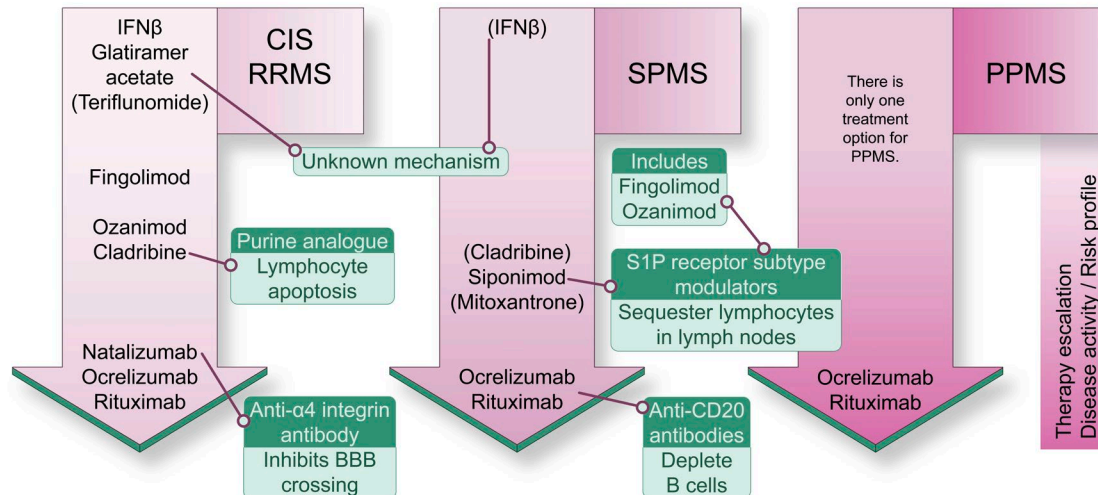 IFNβ
Glatiramer
acetate
(Teriflunomide)
CIS
RRMS
Fingolimod
Ozanimod
Cladribine
Purine analogue
Lymphocyte
apoptosis
Natalizumab
Ocrelizumab
Rituximab
Anti-α4 integrin
antibody
Inhibits BBB
crossing
Unknown mechanism
(IFNβ)
SPMS
Includes
Fingolimod
Ozanimod
(Cladribine)
Siponimod
(Mitoxantrone)
S1P receptor subtype
modulators
Sequester lymphocytes
in lymph nodes
Ocrelizumab
Rituximab
Anti-CD20
antibodies
Deplete
B cells
There is
only one
treatment
option for
PPMS.
PPMS
Ocrelizumab
Rituximab
Therapy escalation
Disease activity / Risk profile